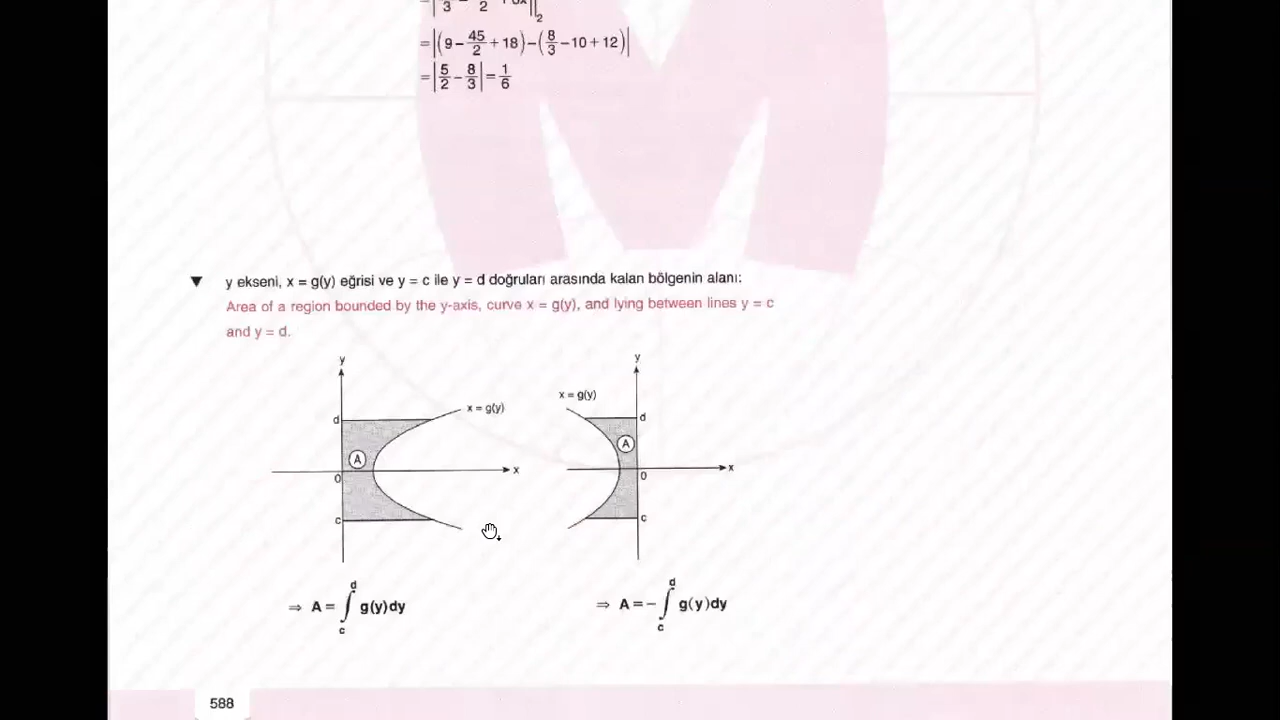 =|(9−45/2+18)−(8/3−10+12)|
=|5/2−8/3|=1/6
▼ y ekseni, x = g(y) eğrisi ve y = c ile y = d doğruları arasında kalan bölgenin alanı:
Area of a region bounded by the y-axis, curve x = g(y), and lying between lines y = c
and y = d.
y
x = g(y)
d
A
x
0
c
y
x = g(y)
d
A
x
0
c
⇒ A = ∫_c^d g(y)dy
⇒ A = − ∫_c^d g(y)dy
588